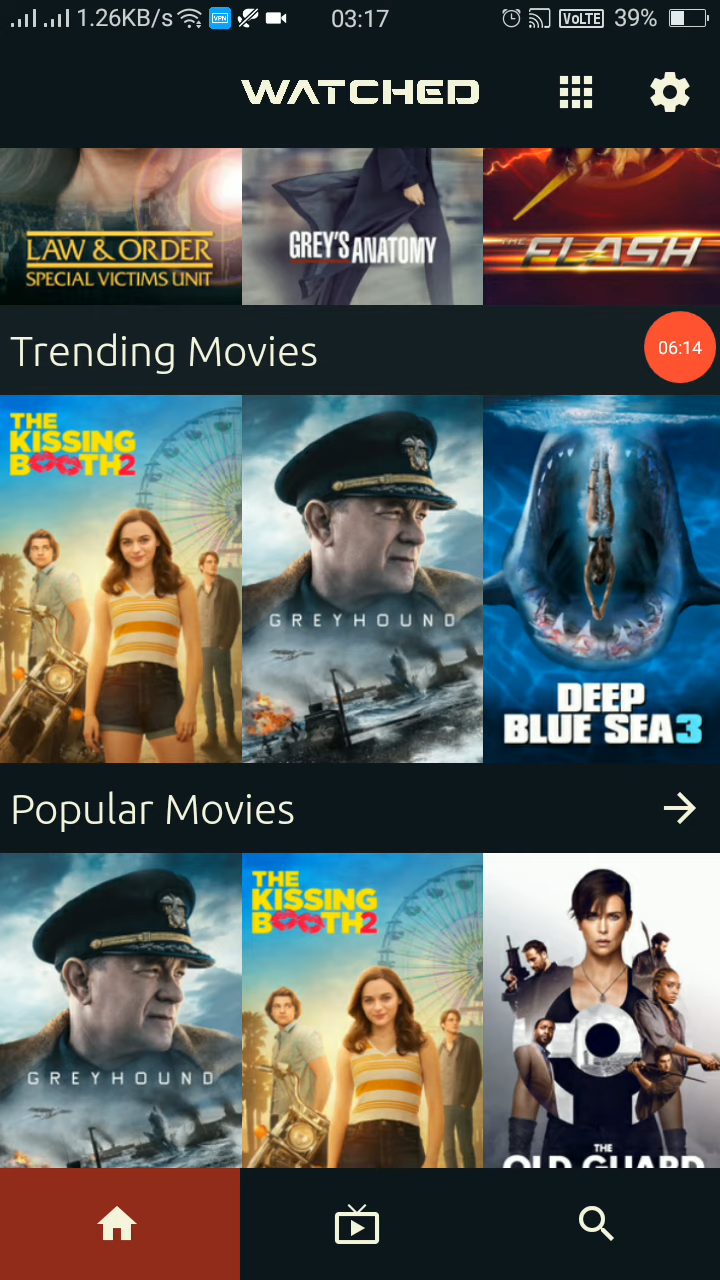 1.26KB/s VPN 03:17 VoLTE 39%
WATCHED
LAW & ORDER
SPECIAL VICTIMS UNIT
GREY'S ANATOMY
THE FLASH
Trending Movies
06:14
THE
KISSING
BOOTH2
GREYHOUND
DEEP
BLUE SEA3
Popular Movies
GREYHOUND
THE
KISSING
BOOTH2
THE
OLD GUARD